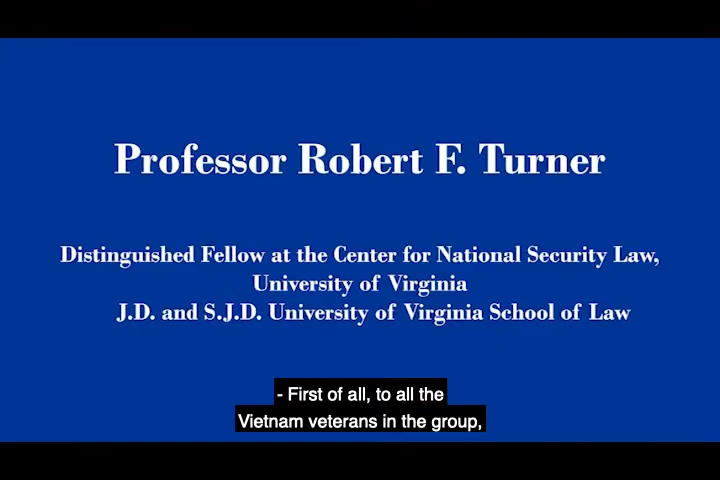 Professor Robert F. Turner
Distinguished Fellow at the Center for National Security Law,
University of Virginia
J.D. and S.J.D. University of Virginia School of Law
- First of all, to all the
Vietnam veterans in the group,